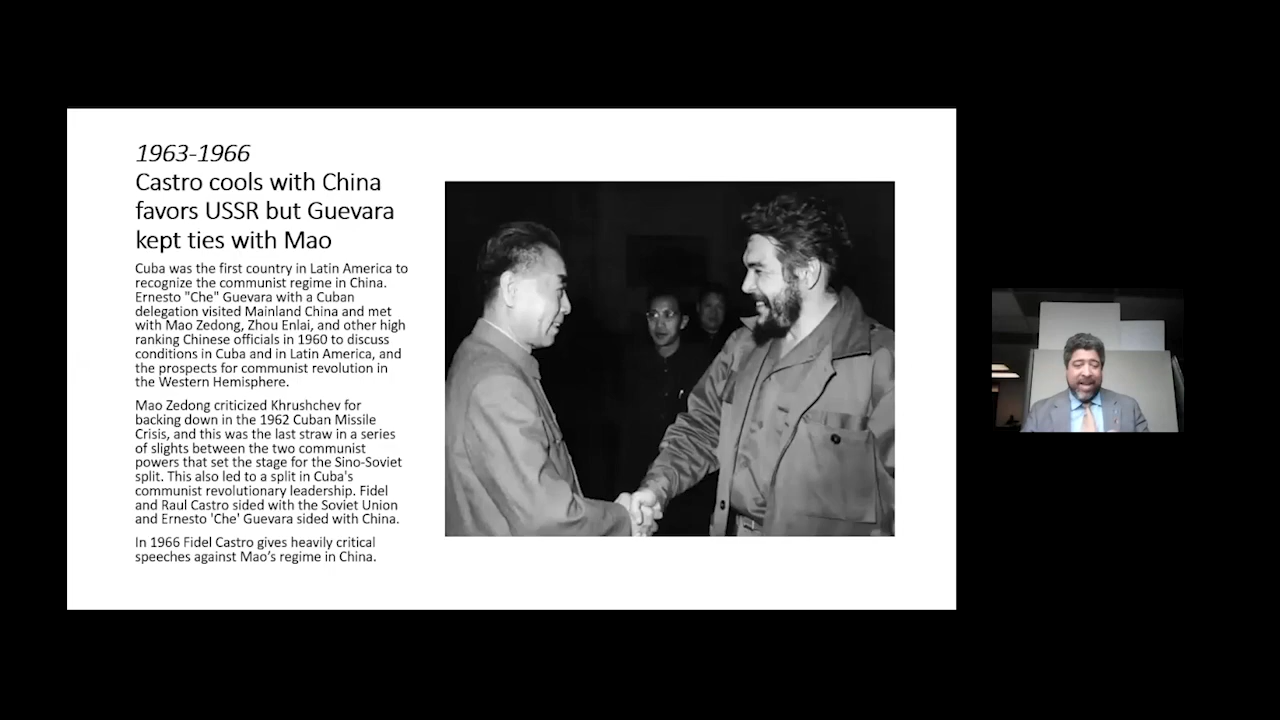 1963-1966
Castro cools with China
favors USSR but Guevara
kept ties with Mao
Cuba was the first country in Latin America to
recognize the communist regime in China.
Ernesto "Che" Guevara with a Cuban
delegation visited Mainland China and met
with Mao Zedong, Zhou Enlai, and other high
ranking Chinese officials in 1960 to discuss
conditions in Cuba and in Latin America, and
the prospects for communist revolution in
the Western Hemisphere.
Mao Zedong criticized Khrushchev for
backing down in the 1962 Cuban Missile
Crisis, and this was the last straw in a series
of slights between the two communist
powers that set the stage for the Sino-Soviet
split. This also led to a split in Cuba's
communist revolutionary leadership. Fidel
and Raul Castro sided with the Soviet Union
and Ernesto 'Che' Guevara sided with China.
In 1966 Fidel Castro gives heavily critical
speeches against Mao’s regime in China.